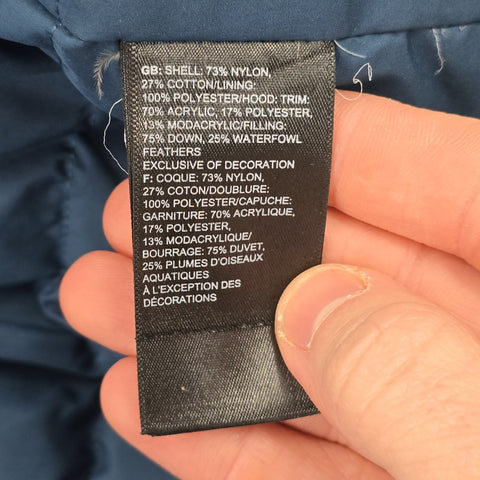 GB: SHELL: 73% NYLON,
27% COTTON/LINING:
100% POLYESTER/HOOD: TRIM:
70% ACRYLIC, 17% POLYESTER,
13% MODACRYLIC/FILLING:
75% DOWN, 25% WATERFOWL
FEATHERS
EXCLUSIVE OF DECORATION
F: COQUE: 73% NYLON,
27% COTON/DOUBLURE:
100% POLYESTER/CAPUCHE:
GARNITURE: 70% ACRYLIQUE,
17% POLYESTER,
13% MODACRYLIQUE/
BOURRAGE: 75% DUVET,
25% PLUMES D'OISEAUX
AQUATIQUES
À L'EXCEPTION DES
DÉCORATIONS